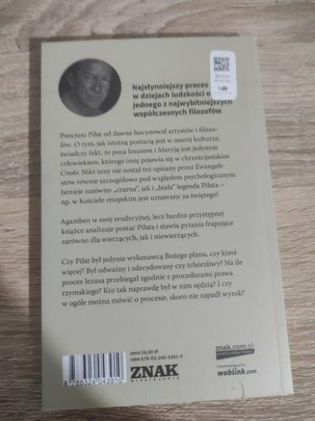 Najsłynniejszy proces
w dziejach ludzkości
jednego z najwybitniejszych
współczesnych filozofów
Poncjusz Piłat od dawna fascynował artystów i filozo-
fów. O tym, jak istotną postacią jest w naszej kulturze,
świadczy fakt, że poza Jezusem i Maryją jest jedynym
człowiekiem, którego imię pojawia się w chrześcijańskim
Credo. Nikt inny nie został też opisany przez Ewangeli-
stów równie szczegółowo pod względem psychologicznym.
Istnieje zarówno „czarna”, jak i „biała” legenda Piłata –
np. w Kościele etiopskim jest uznawany za świętego!
Agamben w swej erudycyjnej, lecz bardzo przystępnej
książce analizuje postać Piłata i stawia pytania frapujące
zarówno dla wierzących, jak i niewierzących.
Czy Piłat był jedynie wykonawcą Bożego planu, czy kimś
więcej? Był odważny i zdecydowany czy tchórzliwy? Na ile
proces Jezusa przebiegał zgodnie z procedurami prawa
rzymskiego? Kto tak naprawdę był w nim sędzią? I czy
w ogóle można mówić o procesie, skoro nie zapadł wyrok?
ZNAK
znak.com.pl
woblink.com